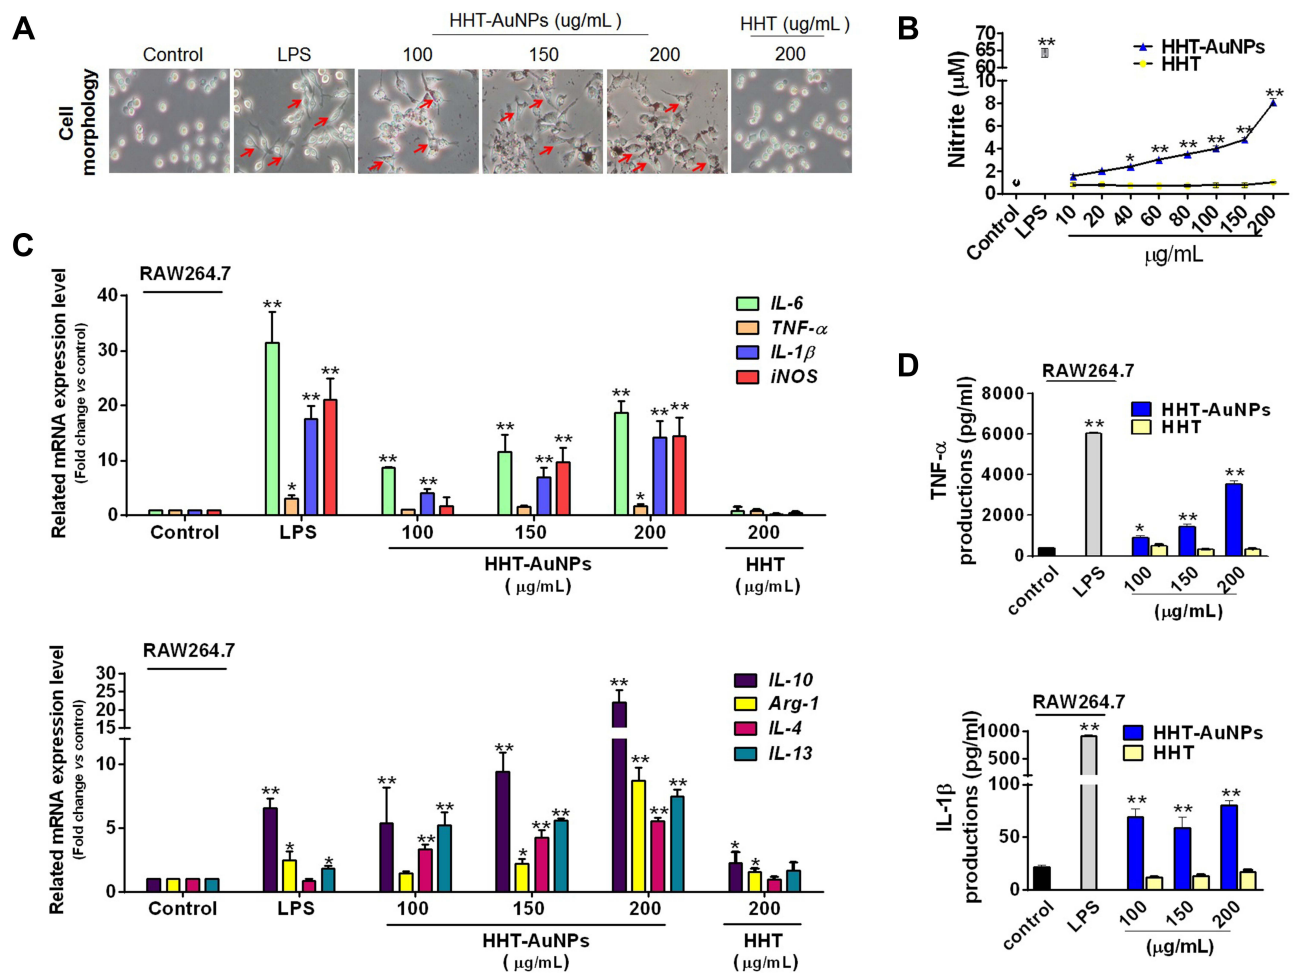 A
HHT-AuNPs (ug/mL )
HHT (ug/mL )
Control
LPS
100
150
200
200
Cell
morphology
B
Nitrite (μM)
70
65
60
10
8
6
4
2
0
**
*
**
**
**
**
**
HHT-AuNPs
HHT
Control
LPS
10
20
40
60
80
100
150
200
μg/mL
C
RAW264.7
Related mRNA expression level
(Fold change vs control)
40
30
20
10
0
**
*
**
**
**
**
**
**
**
**
*
**
**
IL-6
TNF-α
IL-1β
iNOS
Control
LPS
100
150
200
200
HHT-AuNPs
(μg/mL)
HHT
(μg/mL)
RAW264.7
Related mRNA expression level
(Fold change vs control)
30
25
20
15
10
5
0
**
*
*
**
**
**
**
*
**
**
**
**
**
**
*
*
IL-10
Arg-1
IL-4
IL-13
Control
LPS
100
150
200
200
HHT-AuNPs
(μg/mL)
HHT
(μg/mL)
D
RAW264.7
TNF-α
productions (pg/ml)
8000
6000
4000
2000
0
**
*
**
**
HHT-AuNPs
HHT
control
LPS
100
150
200
(μg/mL)
RAW264.7
IL-1β
productions (pg/ml)
1000
500
100
50
0
**
**
**
**
HHT-AuNPs
HHT
control
LPS
100
150
200
(μg/mL)